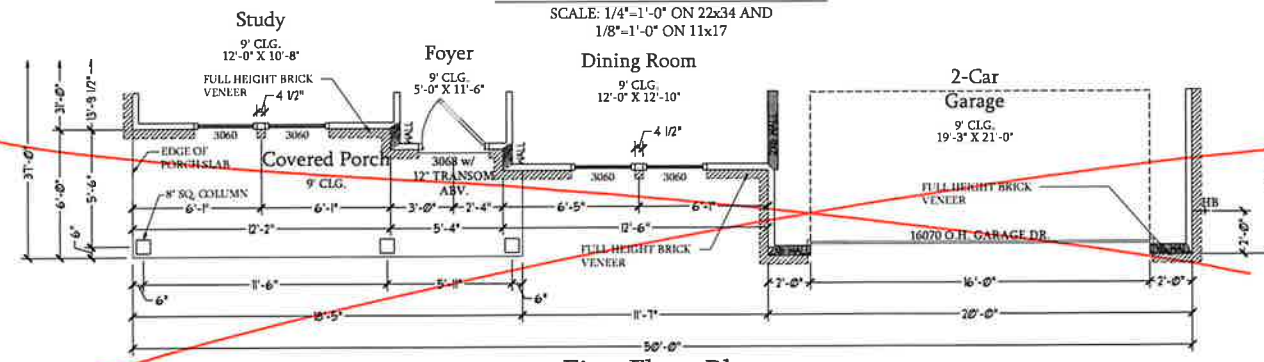 SCALE: 1/4"=1'-0" ON 22x34 AND
1/8"=1'-0" ON 11x17
Study
9' CLG.
12'-0" X 10'-8"
FULL HEIGHT BRICK
VENEER
4 1/2"
Foyer
9' CLG.
5'-0" X 11'-6"
Dining Room
9' CLG.
12'-0" X 12'-10"
4 1/2"
2-Car
Garage
9' CLG.
19'-3" X 21'-0"
37'-0"
31'-0"
6'-0"
5'-6"
6"
3060
3060
EDGE OF
PORCH SLAB
Covered Porch
9' CLG.
8" SQ. COLUMN
3068 w/
12" TRANSOM
ABV.
3060
3060
FULL HEIGHT BRICK
VENEER
FULL HEIGHT BRICK
VENEER
FULL HEIGHT BRICK
VENEER
HB
2'-0"
16070 O.H. GARAGE DR.
6'-1"
6'-1"
3'-0"
2'-4"
6'-5"
6'-1"
12'-2"
5'-4"
12'-6"
11'-6"
5'-11"
6"
6"
2'-0"
16'-0"
2'-0"
18'-5"
11'-7"
20'-0"
50'-0"